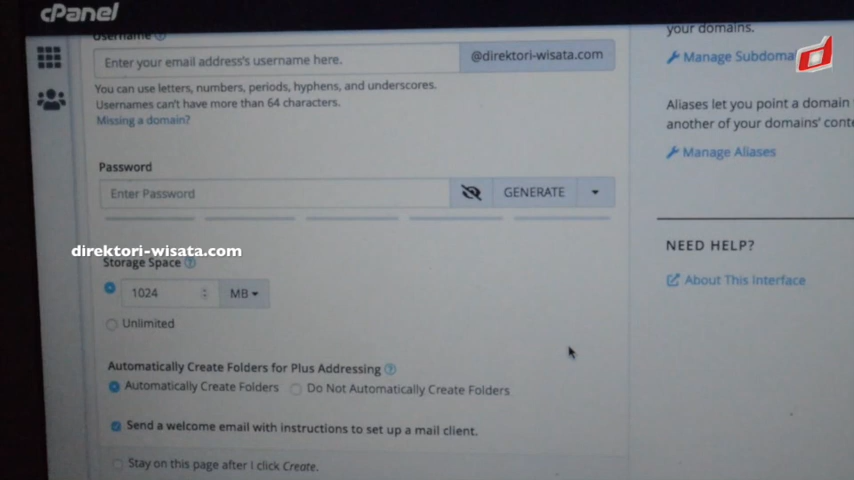 cPanel
Username
Enter your email address's username here.
@direktori-wisata.com
You can use letters, numbers, periods, hyphens, and underscores.
Usernames can't have more than 64 characters.
Missing a domain?
Password
Enter Password
GENERATE
direktori-wisata.com
Storage Space
1024
MB
Unlimited
Automatically Create Folders for Plus Addressing
Automatically Create Folders
Do Not Automatically Create Folders
Send a welcome email with instructions to set up a mail client.
Stay on this page after I click Create.
your domains.
Manage Subdoma
Aliases let you point a domain
another of your domains' conte
Manage Aliases
NEED HELP?
About This Interface